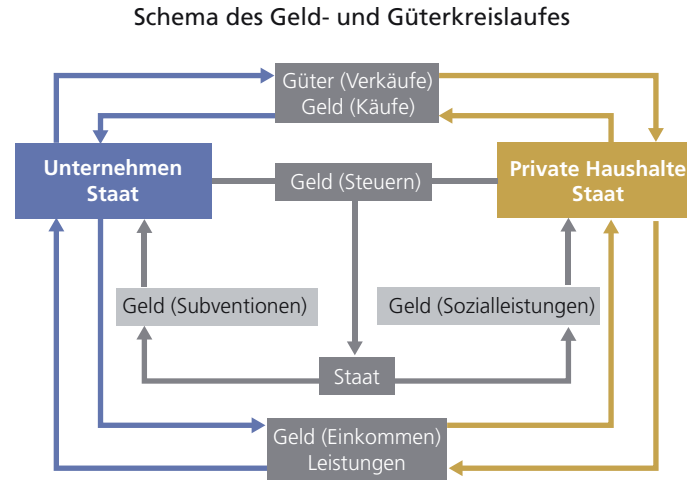 Schema des Geld- und Güterkreislaufes
Güter (Verkäufe)
Geld (Käufe)
Unternehmen
Staat
Geld (Steuern)
Private Haushalte
Staat
Geld (Subventionen)
Geld (Sozialleistungen)
Staat
Geld (Einkommen)
Leistungen